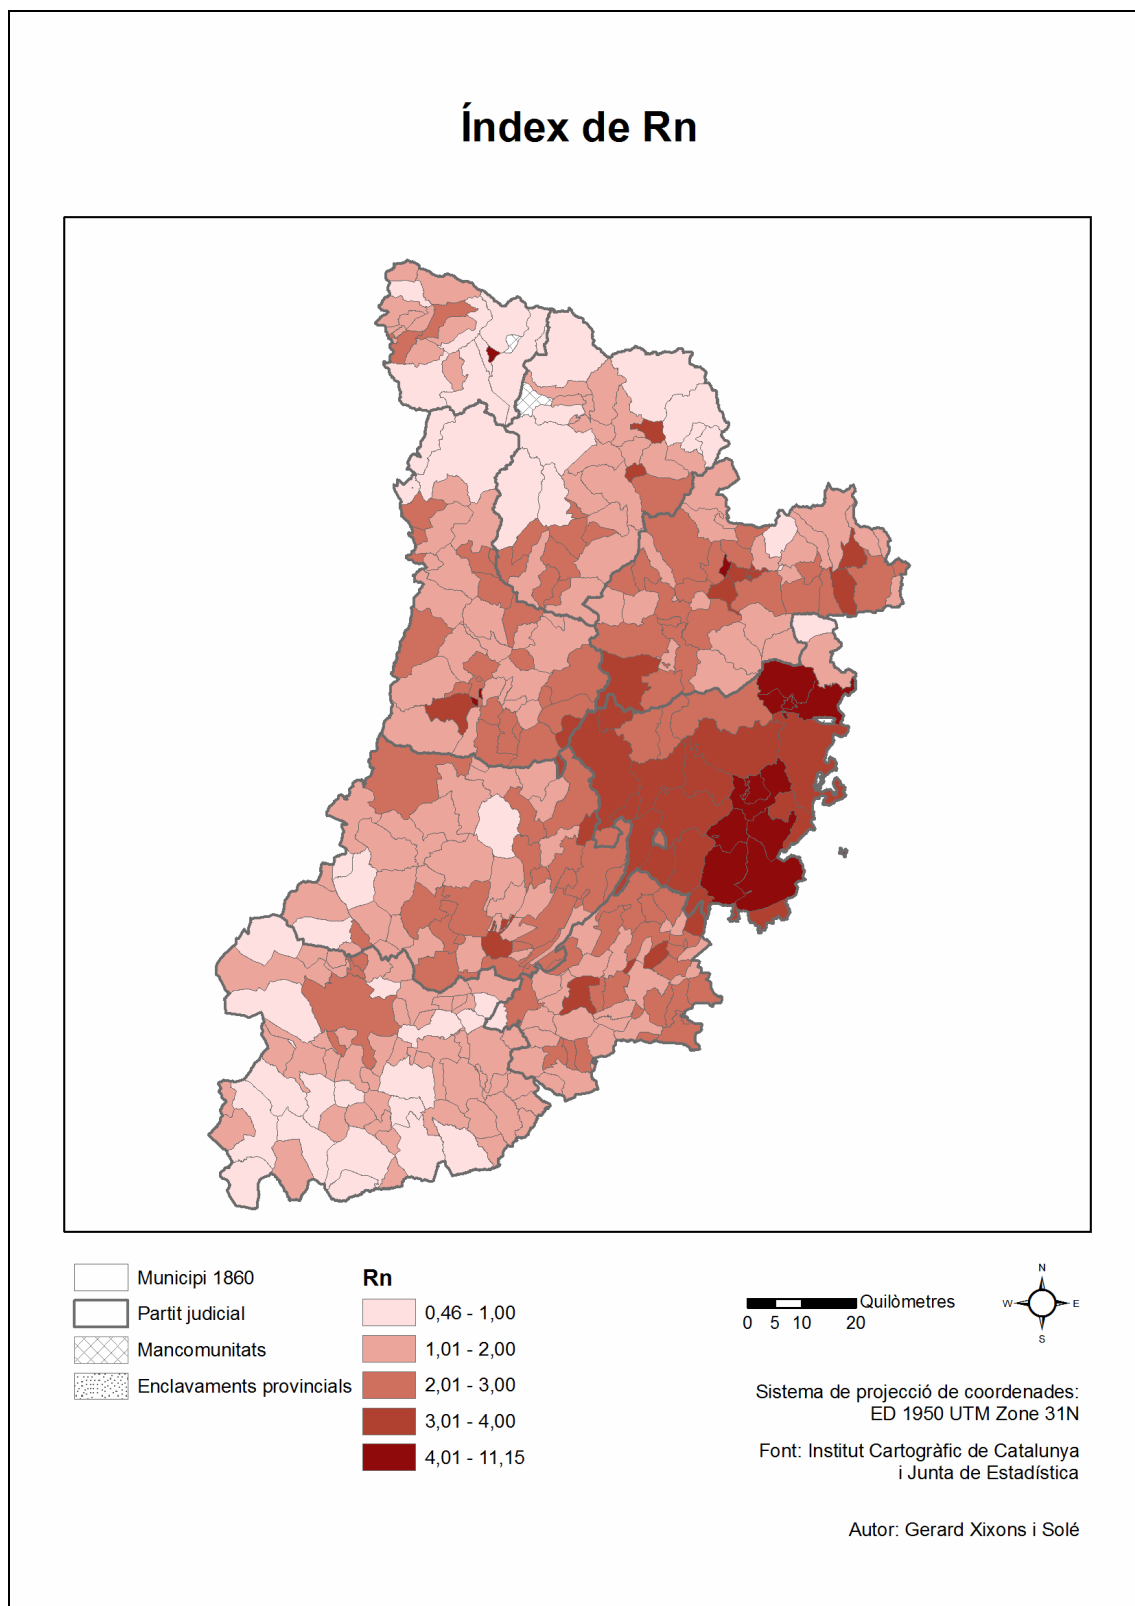 Índex de Rn
Municipi 1860
Partit judicial
Mancomunitats
Enclavaments provincials
Rn
0,46 - 1,00
1,01 - 2,00
2,01 - 3,00
3,01 - 4,00
4,01 - 11,15
Quilòmetres
0 5 10 20
N
W E
S
Sistema de projecció de coordenades:
ED 1950 UTM Zone 31N
Font: Institut Cartogràfic de Catalunya
i Junta de Estadística
Autor: Gerard Xixons i Solé